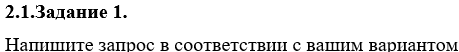 2.1.Задание 1.
Напишите запрос в соответствии с вашим вариантом